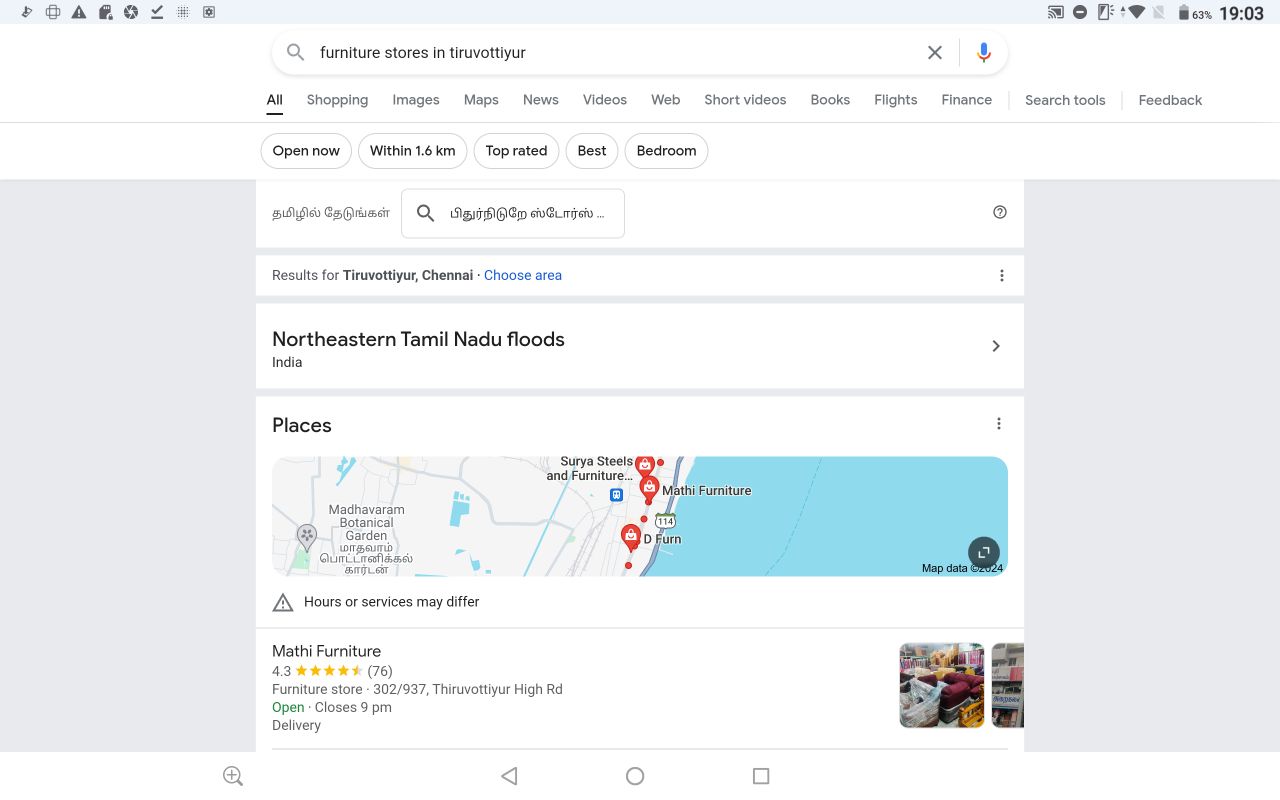 63% 19:03
furniture stores in tiruvottiyur
All Shopping Images Maps News Videos Web Short videos Books Flights Finance Search tools Feedback
Open now Within 1.6 km Top rated Best Bedroom
தமிழில் தேடுங்கள் பிதுர்நிடுறே ஸ்டோர்ஸ் ...
Results for Tiruvottiyur, Chennai · Choose area
Northeastern Tamil Nadu floods
India
Places
Surya Steels
and Furniture...
Mathi Furniture
Madhavaram
Botanical
Garden
மாதவரம்
பொட்டானிக்கல்
கார்டன்
114
D Furn
Map data ©2024
Hours or services may differ
Mathi Furniture
4.3 (76)
Furniture store · 302/937, Thiruvottiyur High Rd
Open · Closes 9 pm
Delivery